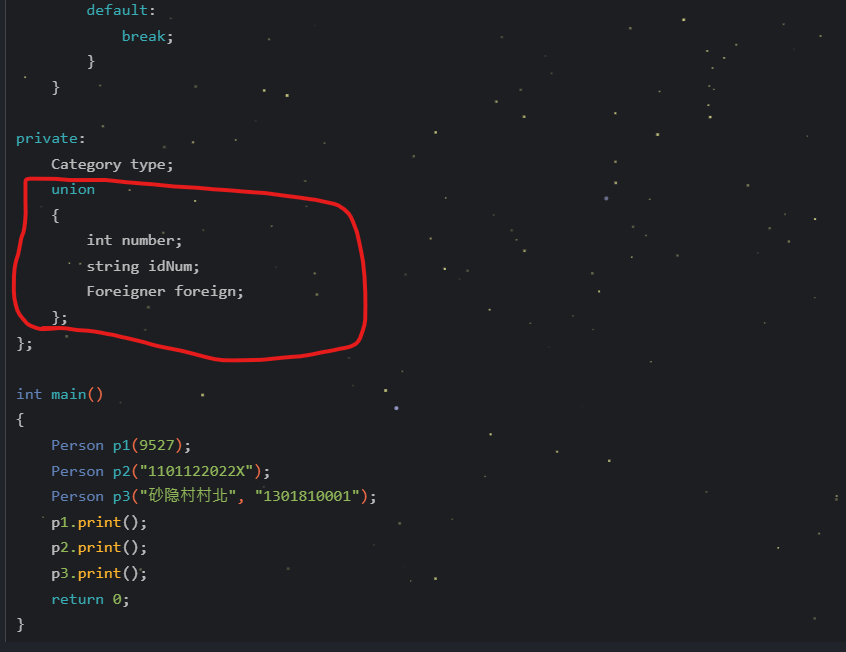 default:
break;
}
}
private:
Category type;
union
{
int number;
string idNum;
Foreigner foreign;
};
};
int main()
{
Person p1(9527);
Person p2("1101122022X");
Person p3("砂隐村村北", "1301810001");
p1.print();
p2.print();
p3.print();
return 0;
}